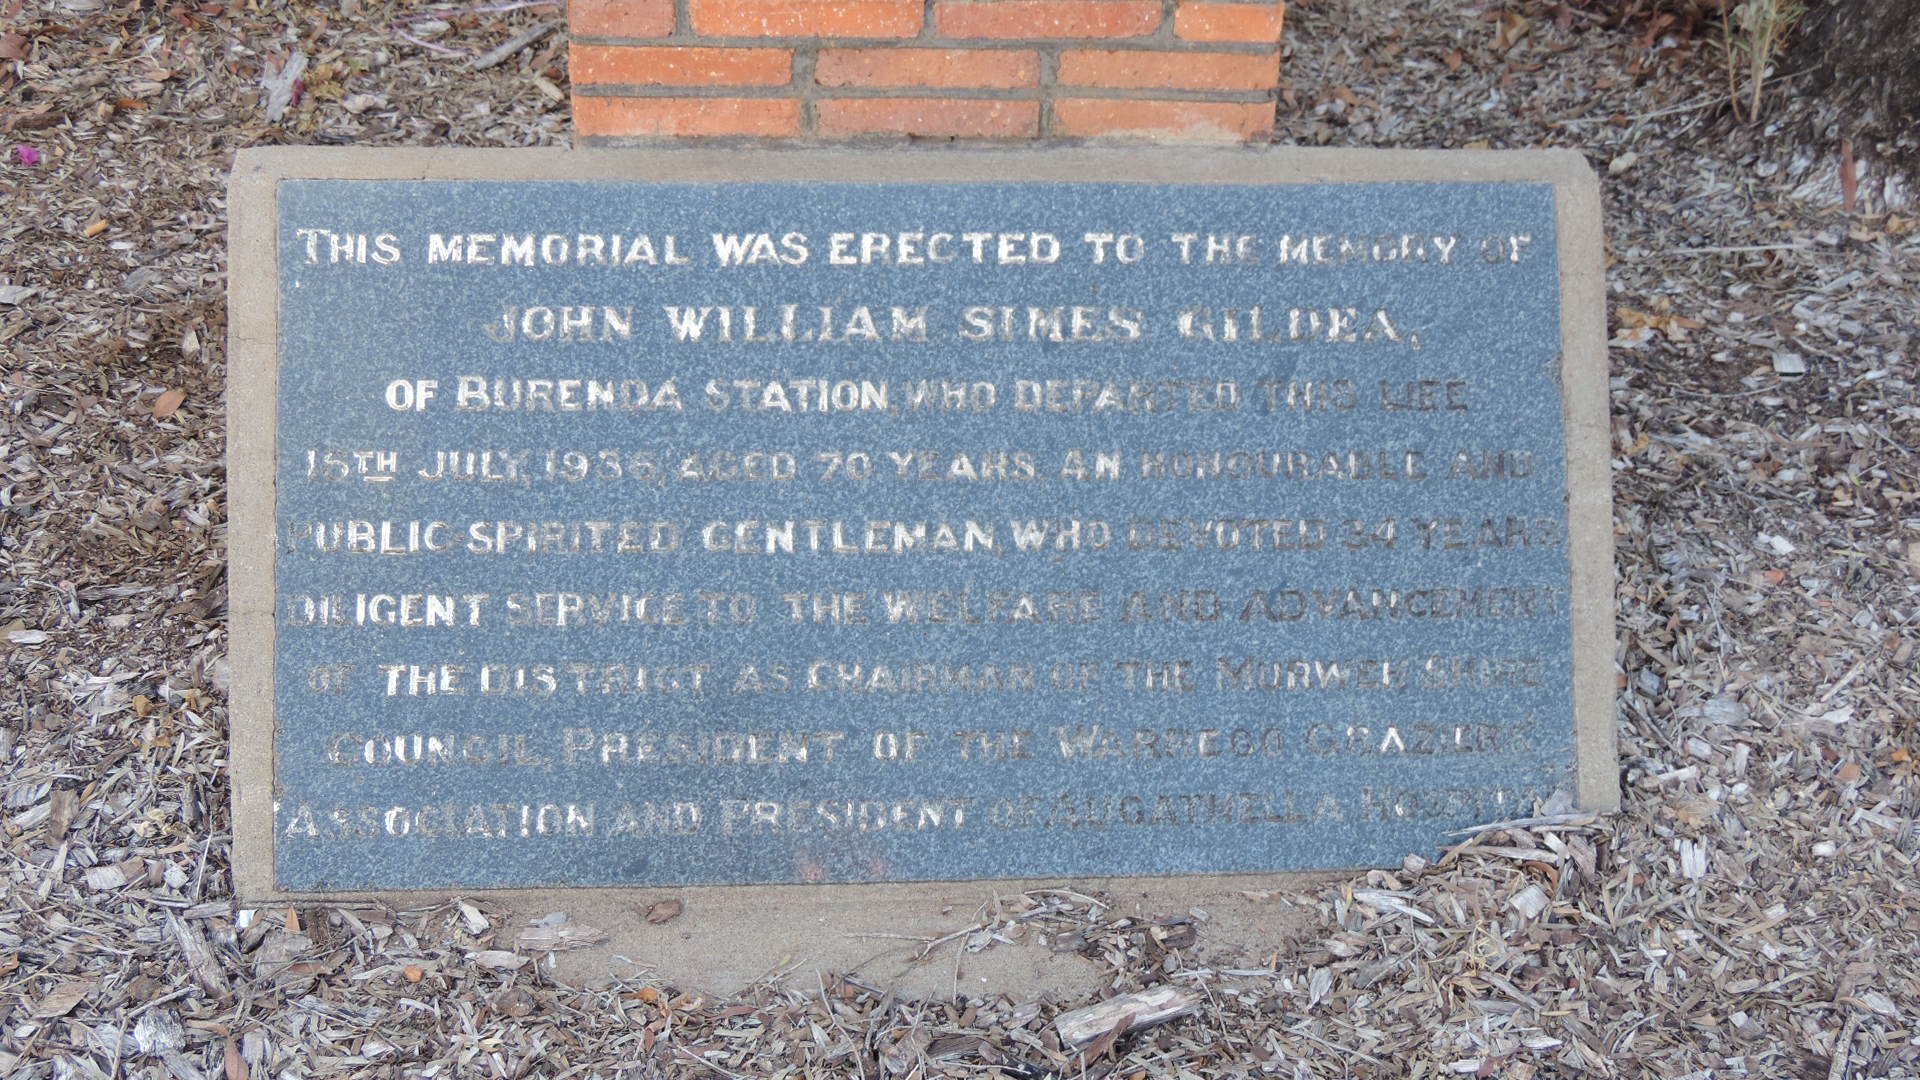 THIS MEMORIAL WAS ERECTED TO THE MEMORY OF
JOHN WILLIAM SIMES GILDEA,
OF BURENDA STATION, WHO DEPARTED THIS LIFE
15TH JULY, 1936, AGED 70 YEARS. AN HONOURABLE AND
PUBLIC SPIRITED GENTLEMAN, WHO DEVOTED 34 YEARS
DILIGENT SERVICE TO THE WELFARE AND ADVANCEMENT
OF THE DISTRICT AS CHAIRMAN OF THE MURWEH SHIRE
COUNCIL, PRESIDENT OF THE WARREGO GRAZIERS'
ASSOCIATION AND PRESIDENT OF AUGATHELLA HOSPITAL